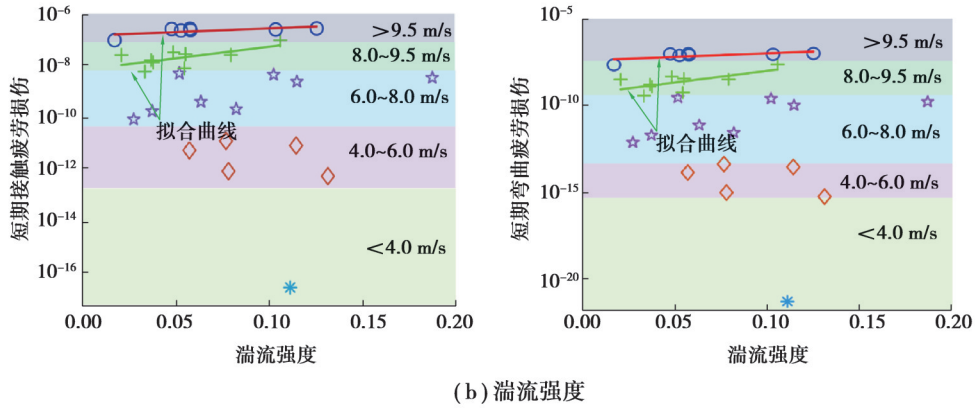 10⁻⁶
10⁻⁸
10⁻¹⁰
10⁻¹²
10⁻¹⁴
10⁻¹⁶
短期接触疲劳损伤
>9.5 m/s
8.0~9.5 m/s
6.0~8.0 m/s
拟合曲线
4.0~6.0 m/s
<4.0 m/s
0.00 0.05 0.10 0.15 0.20
湍流强度
10⁻⁵
10⁻¹⁰
10⁻¹⁵
10⁻²⁰
短期弯曲疲劳损伤
>9.5 m/s
8.0~9.5 m/s
6.0~8.0 m/s
拟合曲线
4.0~6.0 m/s
<4.0 m/s
0.00 0.05 0.10 0.15 0.20
湍流强度
(b) 湍流强度